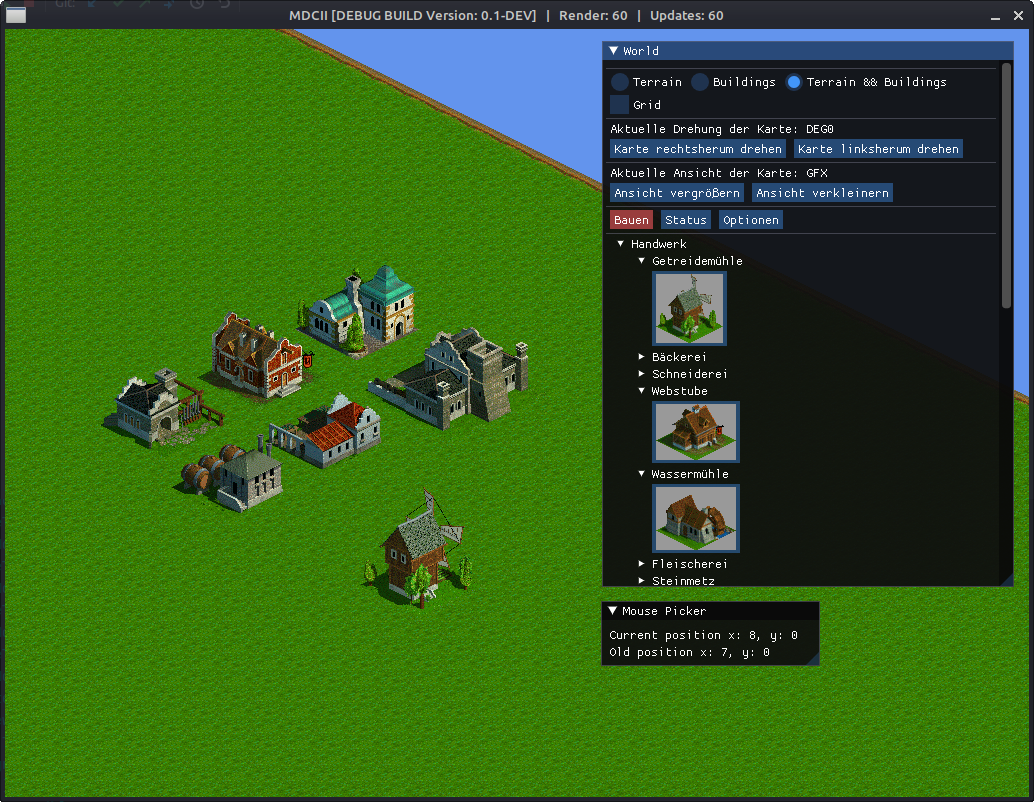 MDCII [DEBUG BUILD Version: 0.1-DEV] | Render: 60 | Updates: 60
World
Terrain Buildings Terrain && Buildings
Grid
Aktuelle Drehung der Karte: DEG0
Karte rechtsherum drehen Karte linksherum drehen
Aktuelle Ansicht der Karte: GFX
Ansicht vergrößern Ansicht verkleinern
Bauen Status Optionen
Handwerk
Getreidemühle
Bäckerei
Schneiderei
Webstube
Wassermühle
Fleischerei
Steinmetz
Mouse Picker
Current position x: 8, y: 0
Old position x: 7, y: 0